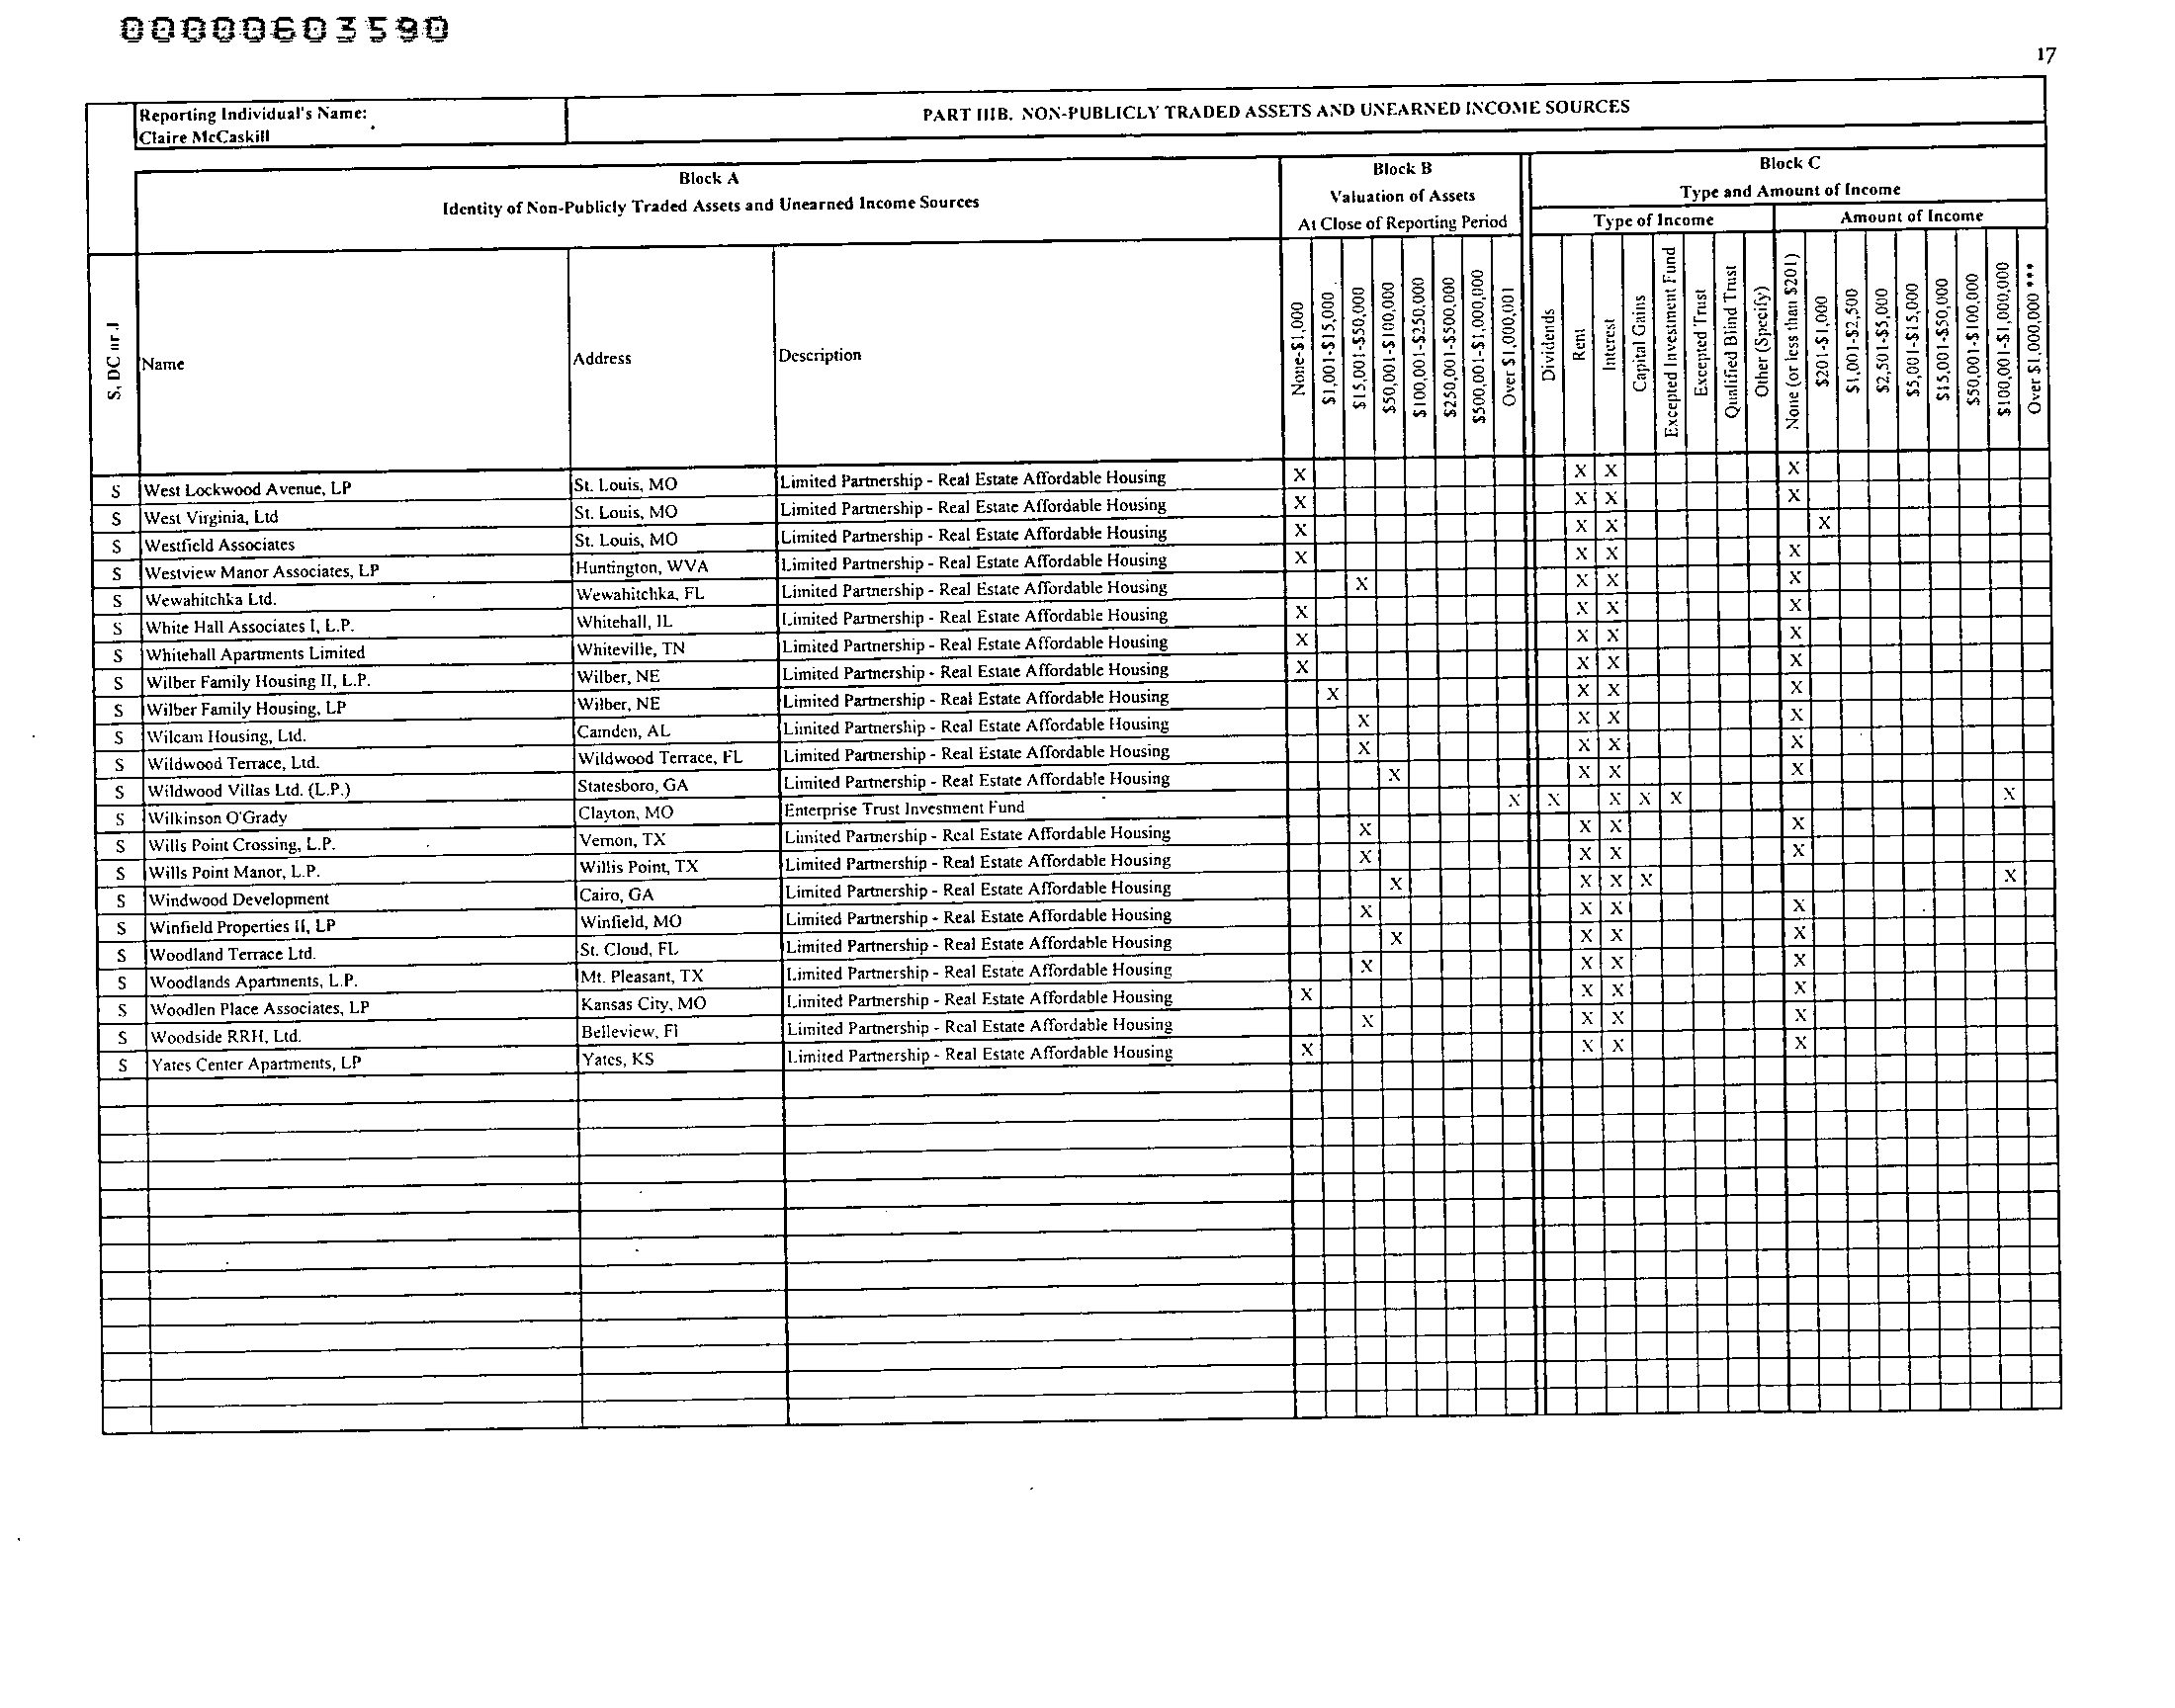 00000603590
17
Reporting Individual's Name:
Claire McCaskill
PART IIIB. NON-PUBLICLY TRADED ASSETS AND UNEARNED INCOME SOURCES
Block A
Identity of Non-Publicly Traded Assets and Unearned Income Sources
Block B
Valuation of Assets
At Close of Reporting Period
Block C
Type and Amount of Income
Type of Income
Amount of Income
S, DC or J
Name
Address
Description
None-$1,000
$1,001-$15,000
$15,001-$50,000
$50,001-$100,000
$100,001-$250,000
$250,001-$500,000
$500,001-$1,000,000
Over $1,000,001
Dividends
Rent
Interest
Capital Gains
Excepted Investment Fund
Excepted Trust
Qualified Blind Trust
Other (Specify)
None (or less than $201)
$201-$1,000
$1,001-$2,500
$2,501-$5,000
$5,001-$15,000
$15,001-$50,000
$50,001-$100,000
$100,001-$1,000,000
Over $1,000,000 ***
S West Lockwood Avenue, LP St. Louis, MO Limited Partnership - Real Estate Affordable Housing X X X X
S West Virginia, Ltd St. Louis, MO Limited Partnership - Real Estate Affordable Housing X X X X
S Westfield Associates St. Louis, MO Limited Partnership - Real Estate Affordable Housing X X X X
S Westview Manor Associates, LP Huntington, WVA Limited Partnership - Real Estate Affordable Housing X X X X
S Wewahitchka Ltd. Wewahitchka, FL Limited Partnership - Real Estate Affordable Housing X X X X
S White Hall Associates I, L.P. Whitehall, IL Limited Partnership - Real Estate Affordable Housing X X X X
S Whitehall Apartments Limited Whiteville, TN Limited Partnership - Real Estate Affordable Housing X X X X
S Wilber Family Housing II, L.P. Wilber, NE Limited Partnership - Real Estate Affordable Housing X X X X
S Wilber Family Housing, LP Wilber, NE Limited Partnership - Real Estate Affordable Housing X X X X
S Wilcam Housing, Ltd. Camden, AL Limited Partnership - Real Estate Affordable Housing X X X X
S Wildwood Terrace, Ltd. Wildwood Terrace, FL Limited Partnership - Real Estate Affordable Housing X X X X
S Wildwood Villas Ltd. (L.P.) Statesboro, GA Limited Partnership - Real Estate Affordable Housing X X X X
S Wilkinson O'Grady Clayton, MO Enterprise Trust Investment Fund X X X X X X
S Wills Point Crossing, L.P. Vernon, TX Limited Partnership - Real Estate Affordable Housing X X X X
S Wills Point Manor, L.P. Willis Point, TX Limited Partnership - Real Estate Affordable Housing X X X X
S Windwood Development Cairo, GA Limited Partnership - Real Estate Affordable Housing X X X X X
S Winfield Properties II, LP Winfield, MO Limited Partnership - Real Estate Affordable Housing X X X X
S Woodland Terrace Ltd. St. Cloud, FL Limited Partnership - Real Estate Affordable Housing X X X X
S Woodlands Apartments, L.P. Mt. Pleasant, TX Limited Partnership - Real Estate Affordable Housing X X X X
S Woodlen Place Associates, LP Kansas City, MO Limited Partnership - Real Estate Affordable Housing X X X X
S Woodside RRH, Ltd. Belleview, Fl Limited Partnership - Real Estate Affordable Housing X X X X
S Yates Center Apartments, LP Yates, KS Limited Partnership - Real Estate Affordable Housing X X X X